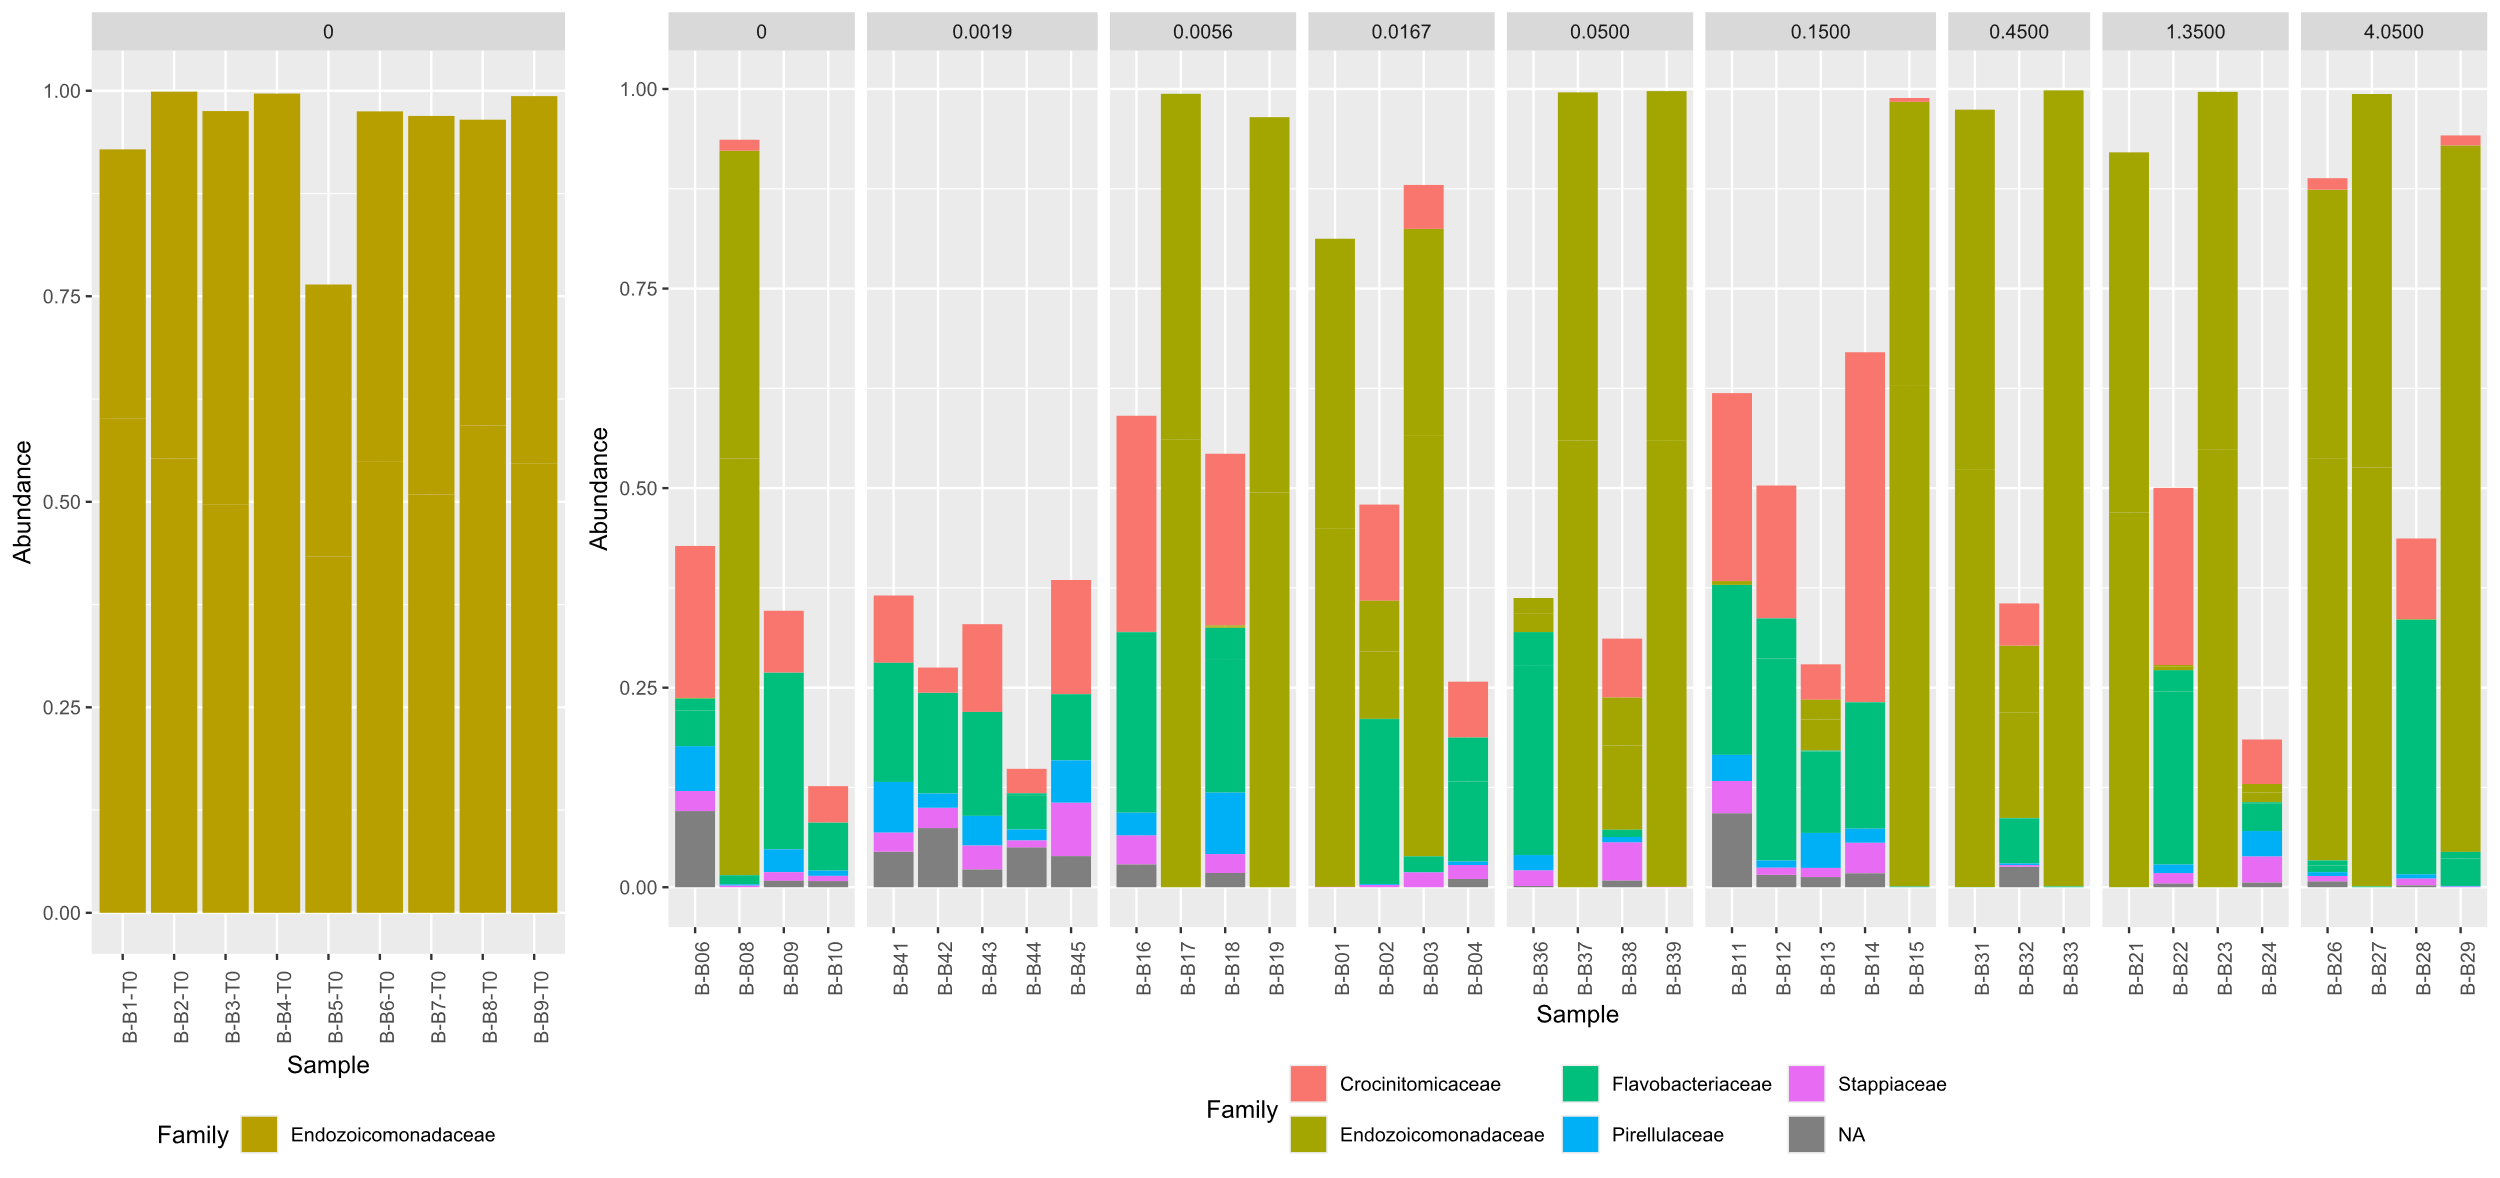 0
0 0.0019 0.0056 0.0167 0.0500 0.1500 0.4500 1.3500 4.0500
Abundance
1.00
0.75
0.50
0.25
0.00
B-B1-T0 B-B2-T0 B-B3-T0 B-B4-T0 B-B5-T0 B-B6-T0 B-B7-T0 B-B8-T0 B-B9-T0
Sample
Family Endozoicomonadaceae
Abundance
1.00
0.75
0.50
0.25
0.00
B-B06 B-B08 B-B09 B-B10 B-B41 B-B42 B-B43 B-B44 B-B45 B-B16 B-B17 B-B18 B-B19 B-B01 B-B02 B-B03 B-B04 B-B36 B-B37 B-B38 B-B39 B-B11 B-B12 B-B13 B-B14 B-B15 B-B31 B-B32 B-B33 B-B21 B-B22 B-B23 B-B24 B-B26 B-B27 B-B28 B-B29
Sample
Family
Crocinitomicaceae Flavobacteriaceae Stappiaceae
Endozoicomonadaceae Pirellulaceae NA